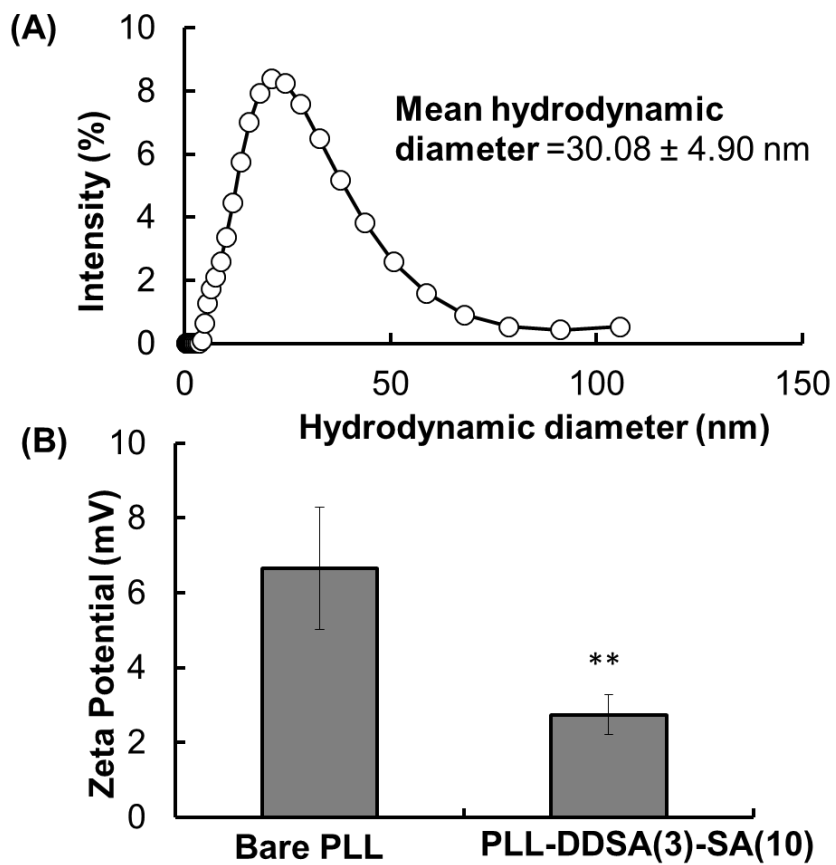 (A)
10
8
6
4
2
0
Intensity (%)
Mean hydrodynamic
diameter =30.08 ± 4.90 nm
0 50 100 150
Hydrodynamic diameter (nm)
(B)
10
8
6
4
2
0
Zeta Potential (mV)
**
Bare PLL PLL-DDSA(3)-SA(10)